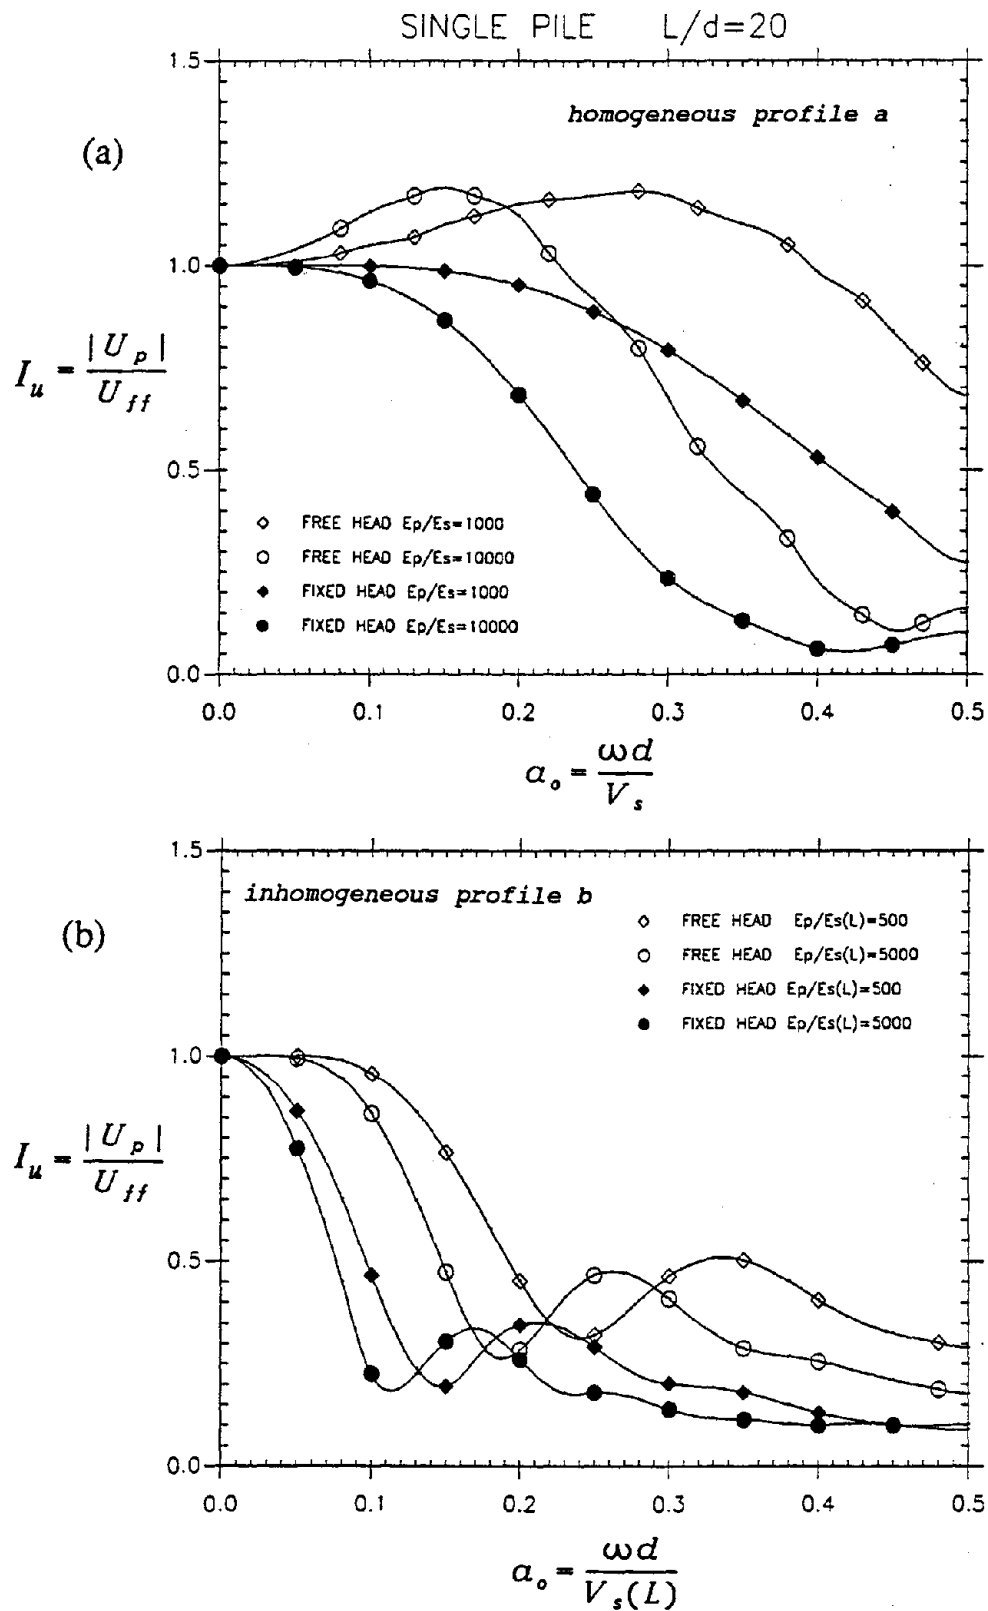 SINGLE PILE L/d=20
(a)
homogeneous profile a
1.5
1.0
0.5
0.0
I_u = |U_p| / U_ff
FREE HEAD Ep/Es=1000
FREE HEAD Ep/Es=10000
FIXED HEAD Ep/Es=1000
FIXED HEAD Ep/Es=10000
0.0 0.1 0.2 0.3 0.4 0.5
a_o = ωd / V_s
(b)
inhomogeneous profile b
1.5
1.0
0.5
0.0
I_u = |U_p| / U_ff
FREE HEAD Ep/Es(L)=500
FREE HEAD Ep/Es(L)=5000
FIXED HEAD Ep/Es(L)=500
FIXED HEAD Ep/Es(L)=5000
0.0 0.1 0.2 0.3 0.4 0.5
a_o = ωd / V_s(L)